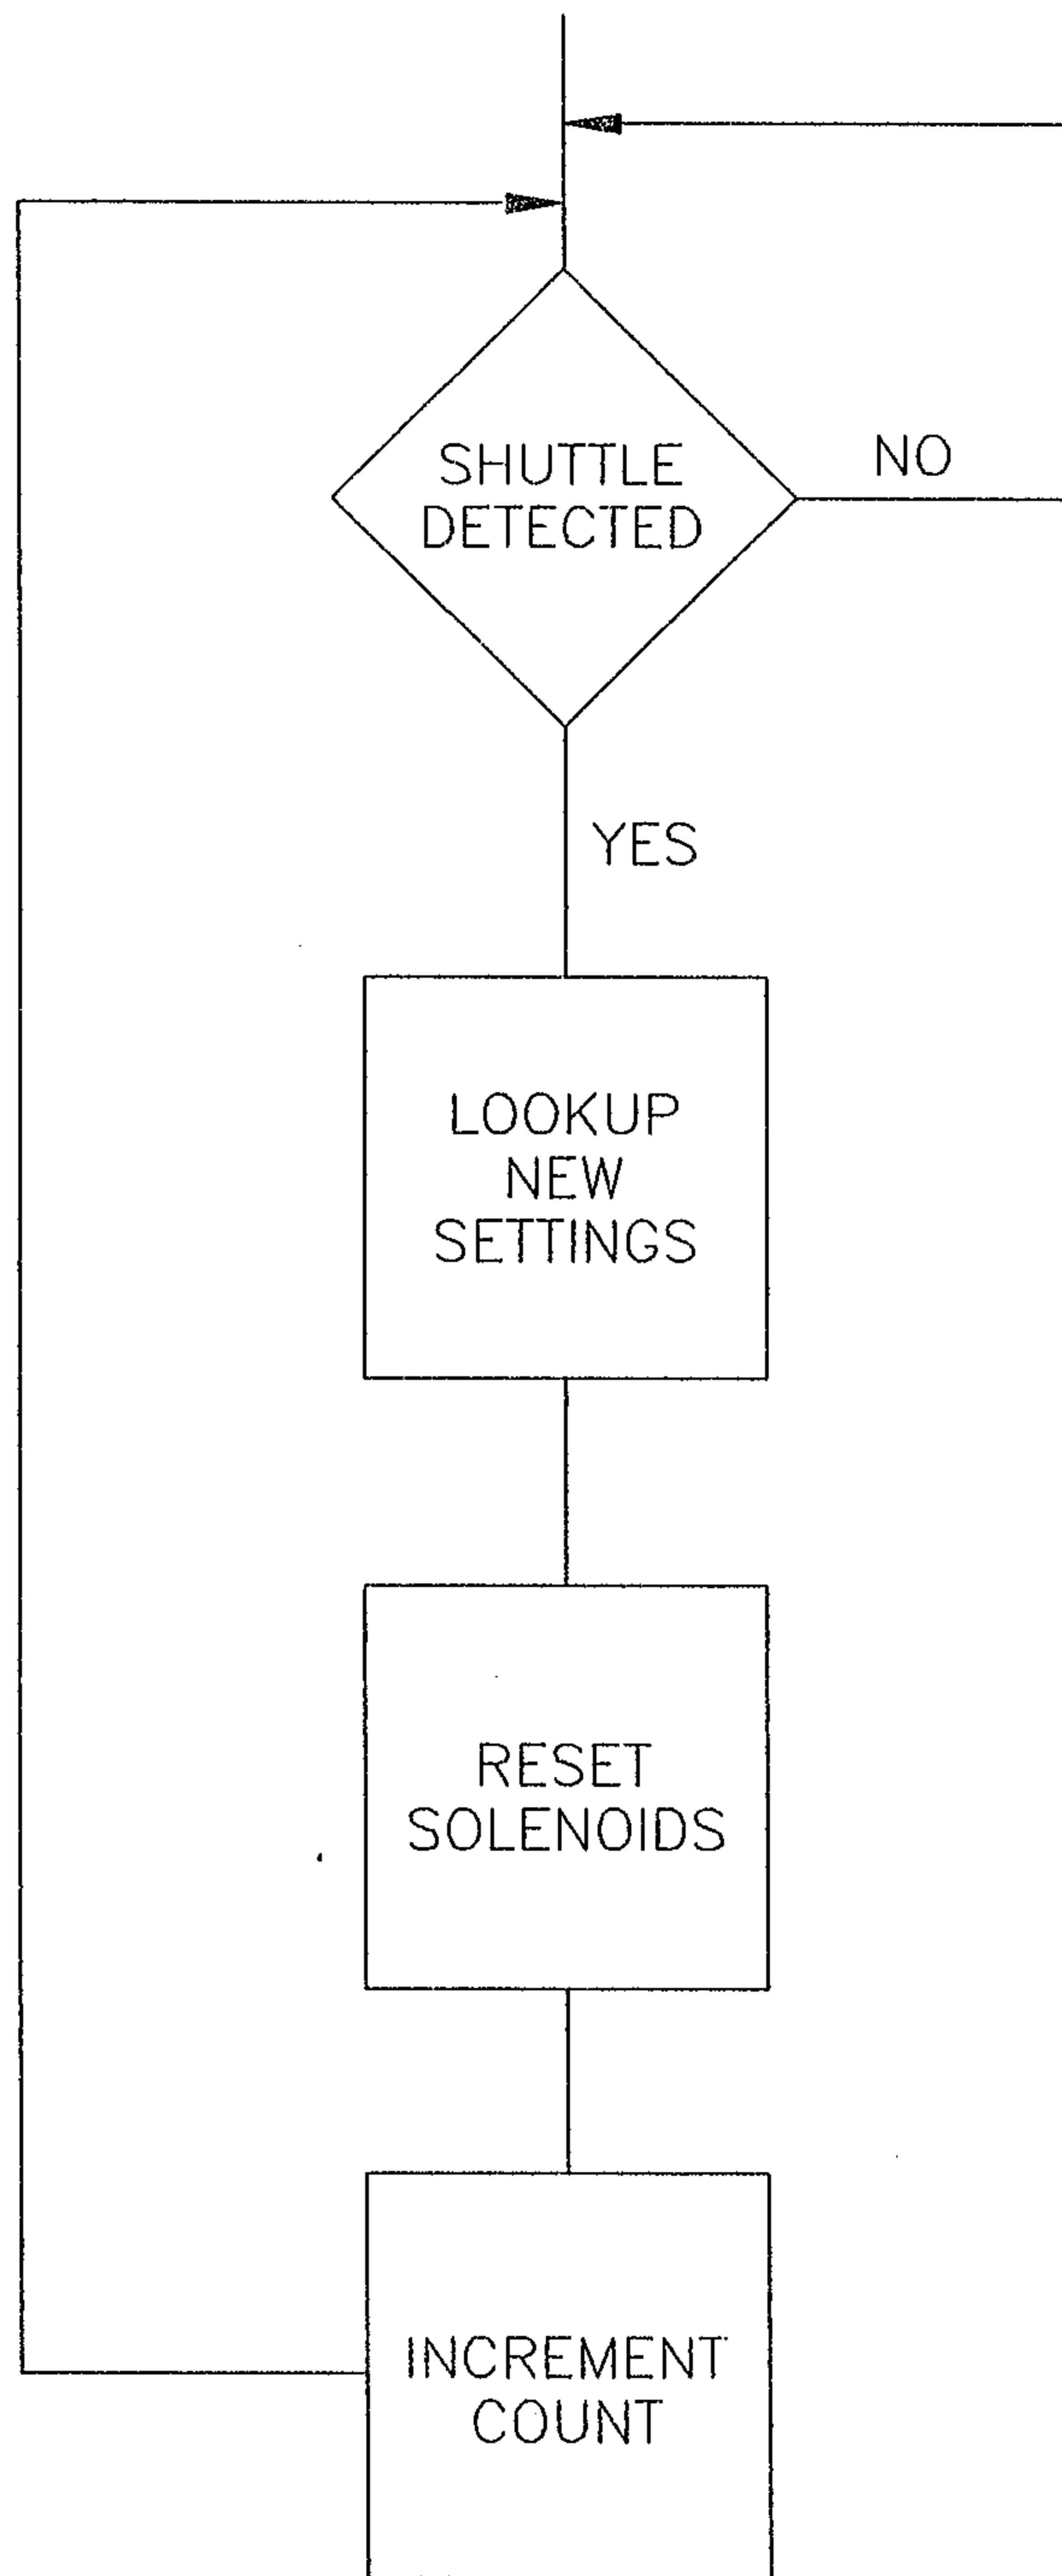 SHUTTLE
DETECTED
NO
YES
LOOKUP
NEW
SETTINGS
RESET
SOLENOIDS
INCREMENT
COUNT